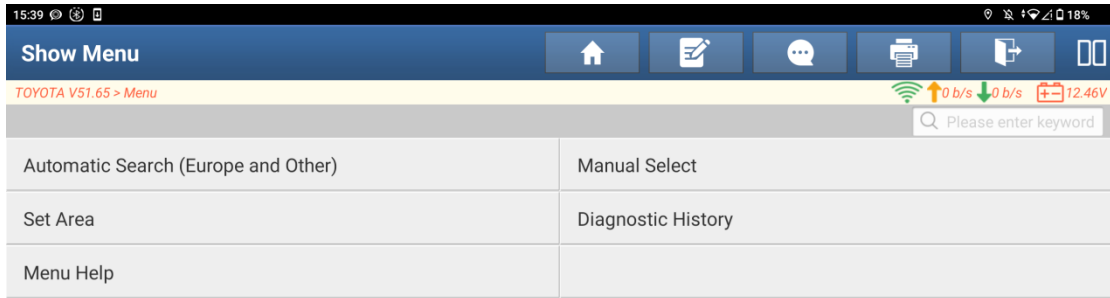 15:39 18%
Show Menu
TOYOTA V51.65 > Menu 0 b/s 0 b/s 12.46V
Please enter keyword
Automatic Search (Europe and Other) Manual Select
Set Area Diagnostic History
Menu Help